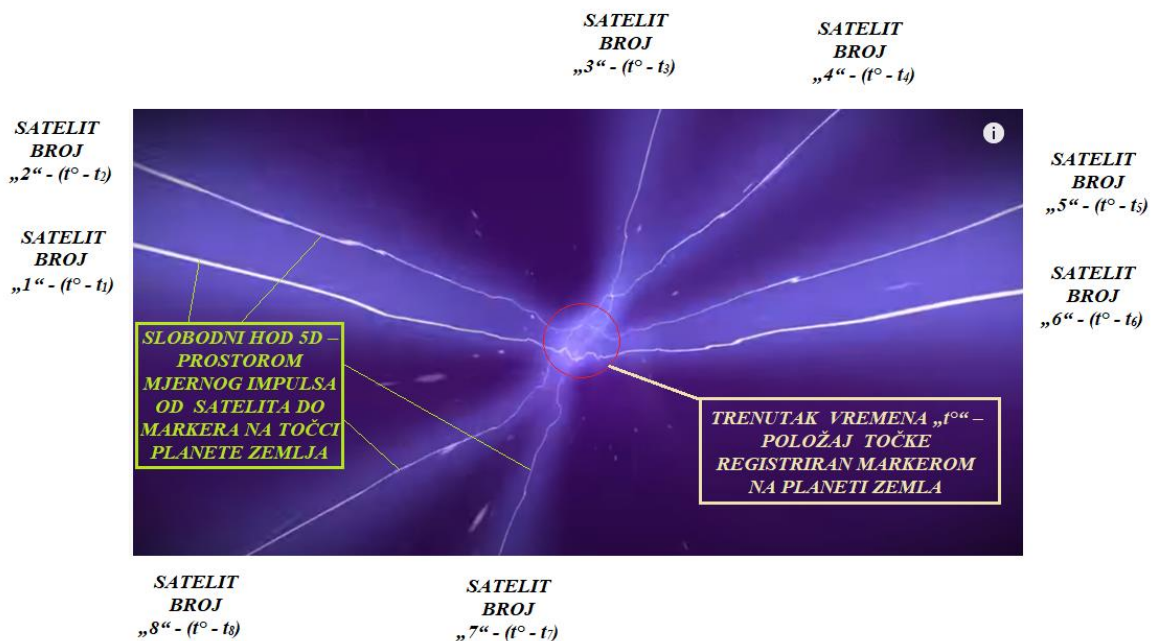 SATELIT
BROJ
„3“ - (t° - t₃)
SATELIT
BROJ
„4“ - (t° - t₄)
SATELIT
BROJ
„2“ - (t° - t₂)
SATELIT
BROJ
„5“ - (t° - t₅)
SATELIT
BROJ
„1“ - (t° - t₁)
SATELIT
BROJ
„6“ - (t° - t₆)
SLOBODNI HOD 5D –
PROSTOROM
MJERNOG IMPULSA
OD SATELITA DO
MARKERA NA TOČCI
PLANETE ZEMLJA
TRENUTAK VREMENA „t°“ –
POLOŽAJ TOČKE
REGISTRIRAN MARKEROM
NA PLANETI ZEMLA
SATELIT
BROJ
„8“ - (t° - t₈)
SATELIT
BROJ
„7“ - (t° - t₇)
i